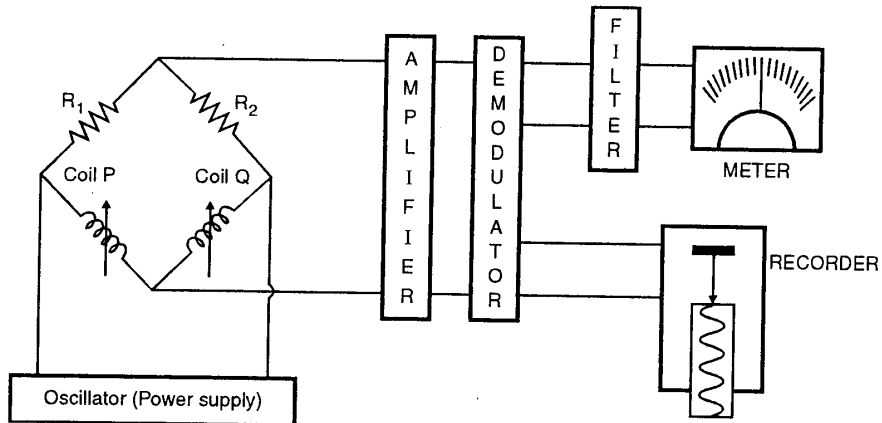 R1
R2
Coil P
Coil Q
Oscillator (Power supply)
AMPLIFIER
DEMODULATOR
FILTER
METER
RECORDER